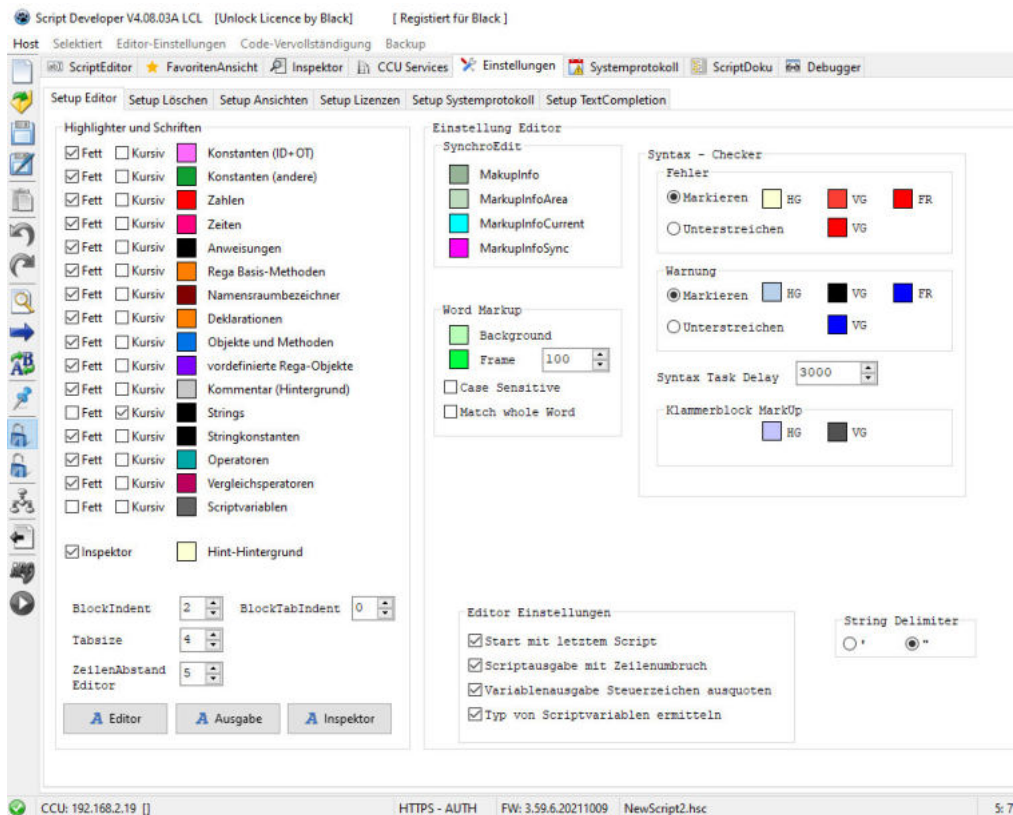 Script Developer V4.08.03A LCL [Unlock Licence by Black] [ Registiert für Black ]
Host Selektiert Editor-Einstellungen Code-Vervollständigung Backup
ScriptEditor FavoritenAnsicht Inspektor CCU Services Einstellungen Systemprotokoll ScriptDoku Debugger
Setup Editor Setup Löschen Setup Ansichten Setup Lizenzen Setup Systemprotokoll Setup TextCompletion
Highlighter und Schriften
Fett Kursiv Konstanten (ID+OT)
Fett Kursiv Konstanten (andere)
Fett Kursiv Zahlen
Fett Kursiv Zeiten
Fett Kursiv Anweisungen
Fett Kursiv Rega Basis-Methoden
Fett Kursiv Namensraumbezeichner
Fett Kursiv Deklarationen
Fett Kursiv Objekte und Methoden
Fett Kursiv vordefinierte Rega-Objekte
Fett Kursiv Kommentar (Hintergrund)
Fett Kursiv Strings
Fett Kursiv Stringkonstanten
Fett Kursiv Operatoren
Fett Kursiv Vergleichsperatoren
Fett Kursiv Scriptvariablen
Inspektor Hint-Hintergrund
BlockIndent 2 BlockTabIndent 0
Tabsize 4
ZeilenAbstand
Editor 5
A Editor A Ausgabe A Inspektor
Einstellung Editor
SynchroEdit
MakupInfo
MarkupInfoArea
MarkupInfoCurrent
MarkupInfoSync
Word Markup
Background
Frame 100
Case Sensitive
Match whole Word
Syntax - Checker
Fehler
Markieren HG VG FR
Unterstreichen VG
Warnung
Markieren HG VG FR
Unterstreichen VG
Syntax Task Delay 3000
Klammerblock MarkUp
HG VG
Editor Einstellungen
Start mit letztem Script
Scriptausgabe mit Zeilenumbruch
Variablenausgabe Steuerzeichen ausquoten
Typ von Scriptvariablen ermitteln
String Delimiter
' "
CCU: 192.168.2.19 [] HTTPS - AUTH FW: 3.59.6.20211009 NewScript2.hsc 5: 7